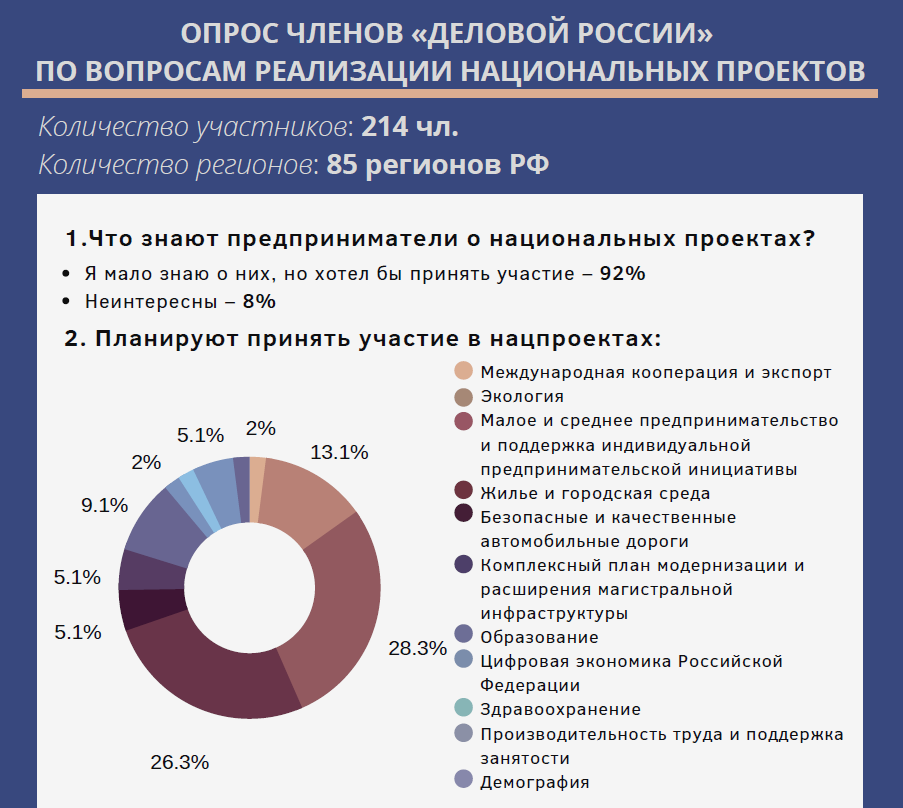 ОПРОС ЧЛЕНОВ «ДЕЛОВОЙ РОССИИ»
ПО ВОПРОСАМ РЕАЛИЗАЦИИ НАЦИОНАЛЬНЫХ ПРОЕКТОВ
Количество участников: 214 чл.
Количество регионов: 85 регионов РФ
1.Что знают предприниматели о национальных проектах?
• Я мало знаю о них, но хотел бы принять участие – 92%
• Неинтересны – 8%
2. Планируют принять участие в нацпроектах:
2%
13.1%
28.3%
26.3%
5.1%
5.1%
9.1%
2%
5.1%
Международная кооперация и экспорт
Экология
Малое и среднее предпринимательство
и поддержка индивидуальной
предпринимательской инициативы
Жилье и городская среда
Безопасные и качественные
автомобильные дороги
Комплексный план модернизации и
расширения магистральной
инфраструктуры
Образование
Цифровая экономика Российской
Федерации
Здравоохранение
Производительность труда и поддержка
занятости
Демография